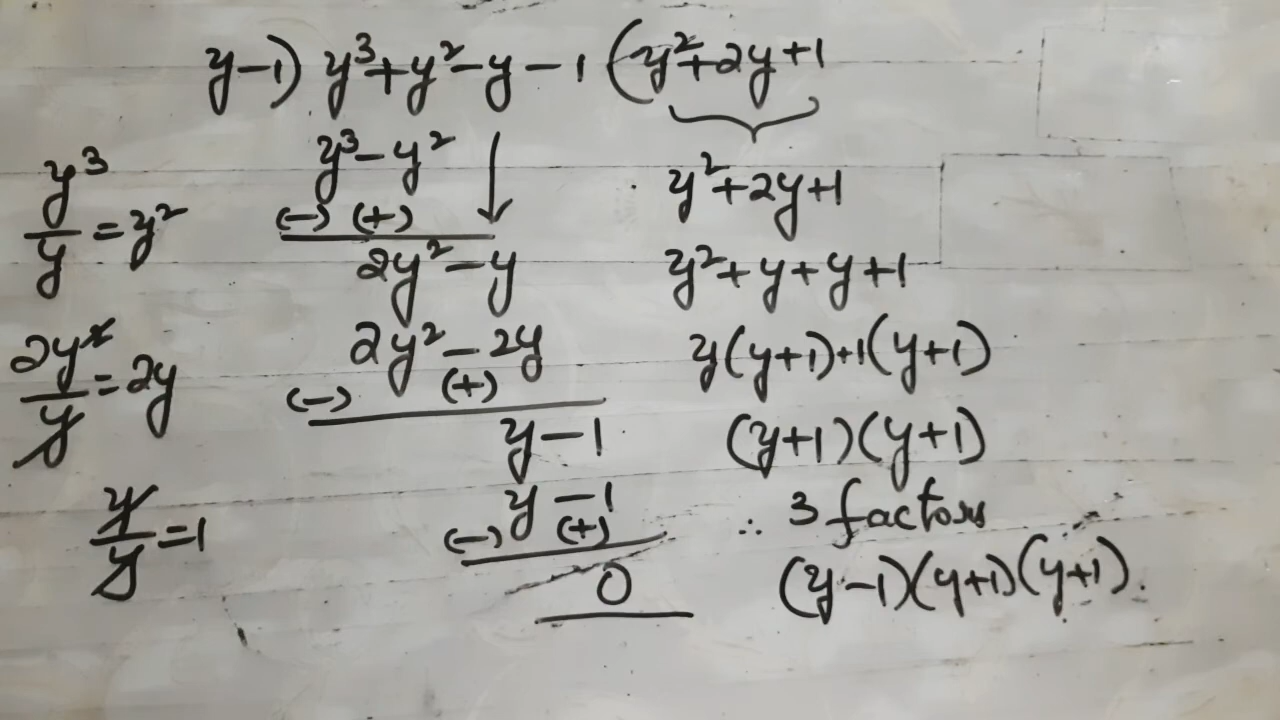 y-1) y³+y²-y-1 (y²+2y+1
y³-y²
(-) (+)
2y²-y
2y²-2y
(-) (+)
y-1
y-1
(-) (+)
0
y³/y = y²
2y²/y = 2y
y/y = 1
y²+2y+1
y²+y+y+1
y(y+1)+1(y+1)
(y+1)(y+1)
∴ 3 factors
(y-1)(y+1)(y+1).